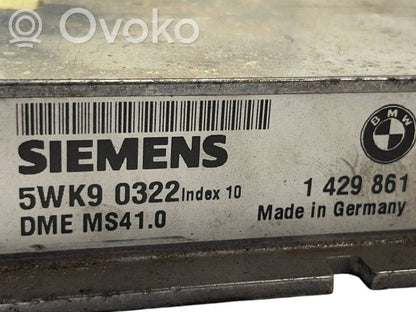 Ovoko
SIEMENS
BMW
5WK9 0322 Index 10 1 429 861
DME MS41.0 Made in Germany